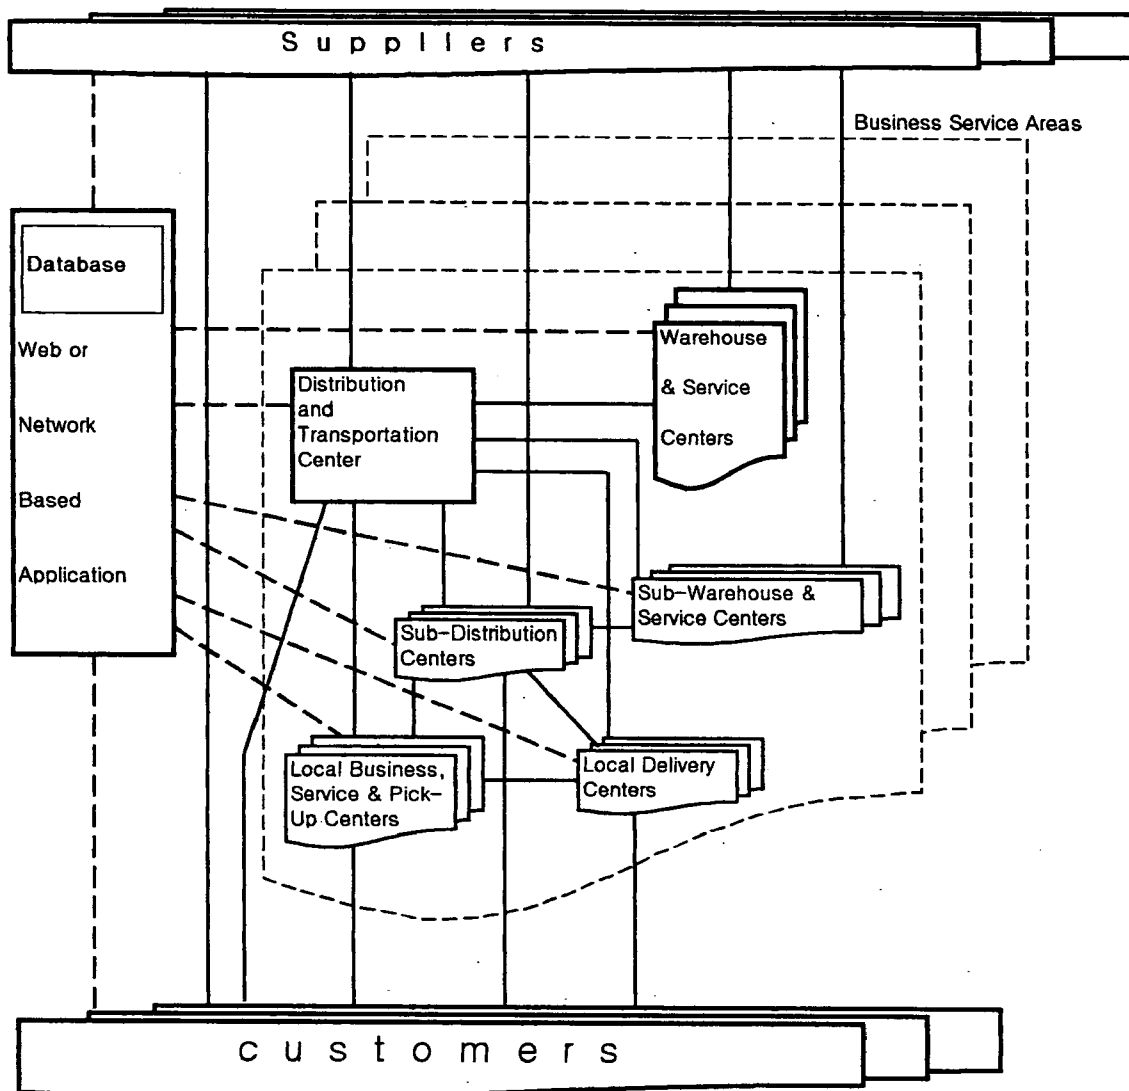 Suppliers
Business Service Areas
Database
Web or
Network
Based
Application
Distribution
and
Transportation
Center
Warehouse
& Service
Centers
Sub-Warehouse &
Service Centers
Sub-Distribution
Centers
Local Business,
Service & Pick-
Up Centers
Local Delivery
Centers
customers